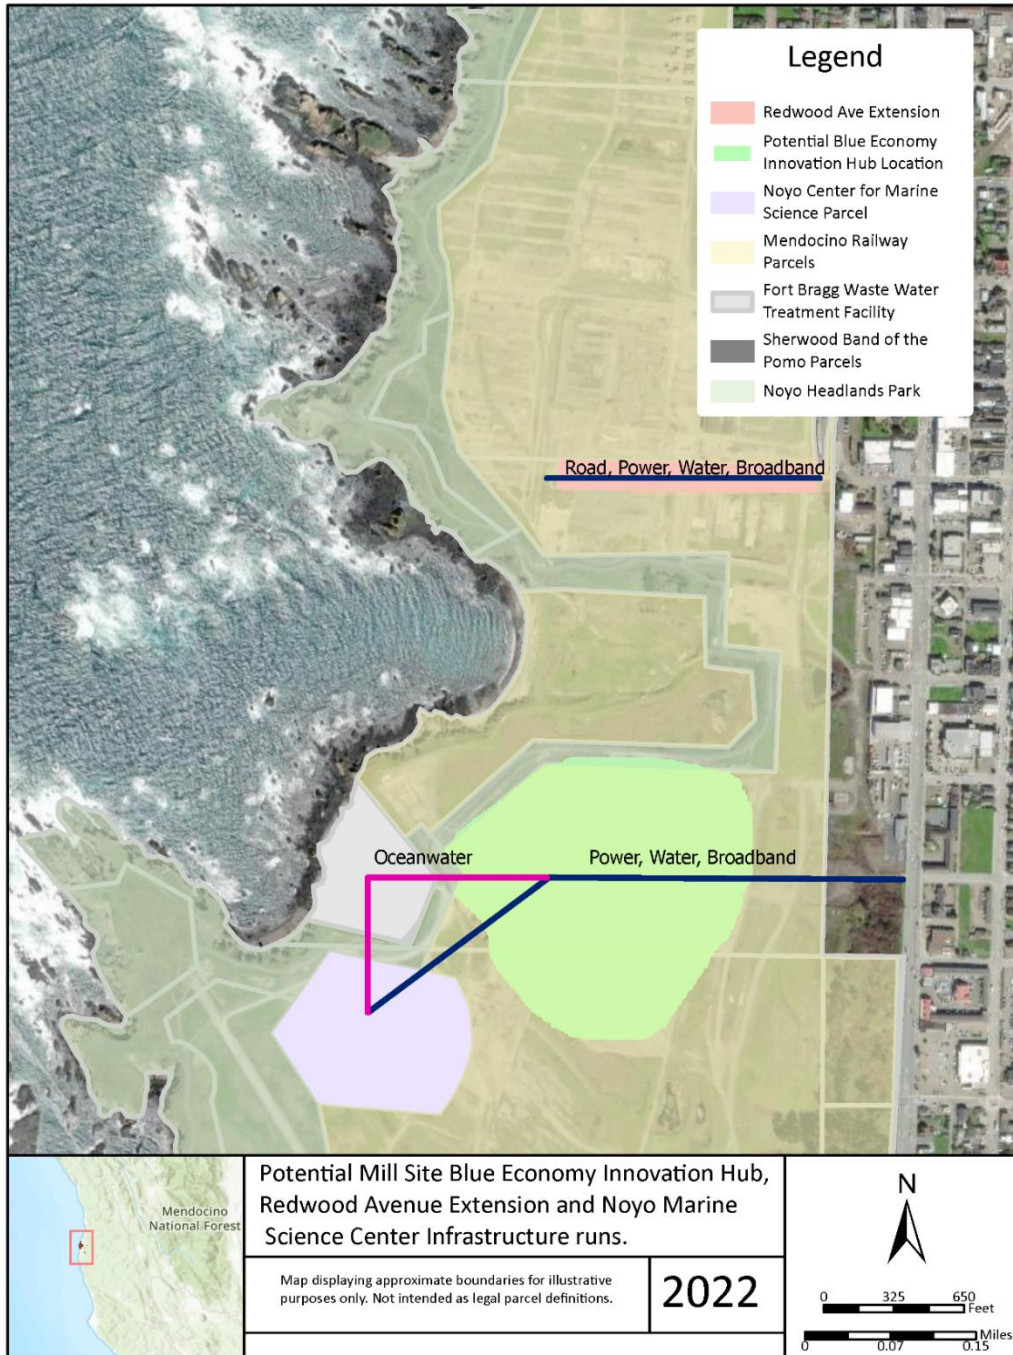 Legend
Redwood Ave Extension
Potential Blue Economy
Innovation Hub Location
Noyo Center for Marine
Science Parcel
Mendocino Railway
Parcels
Fort Bragg Waste Water
Treatment Facility
Sherwood Band of the
Pomo Parcels
Noyo Headlands Park
Road, Power, Water, Broadband
Oceanwater
Power, Water, Broadband
Mendocino
National Forest
Potential Mill Site Blue Economy Innovation Hub,
Redwood Avenue Extension and Noyo Marine
Science Center Infrastructure runs.
Map displaying approximate boundaries for illustrative
purposes only. Not intended as legal parcel definitions.
2022
N
0 325 650
Feet
Miles
0 0.07 0.15